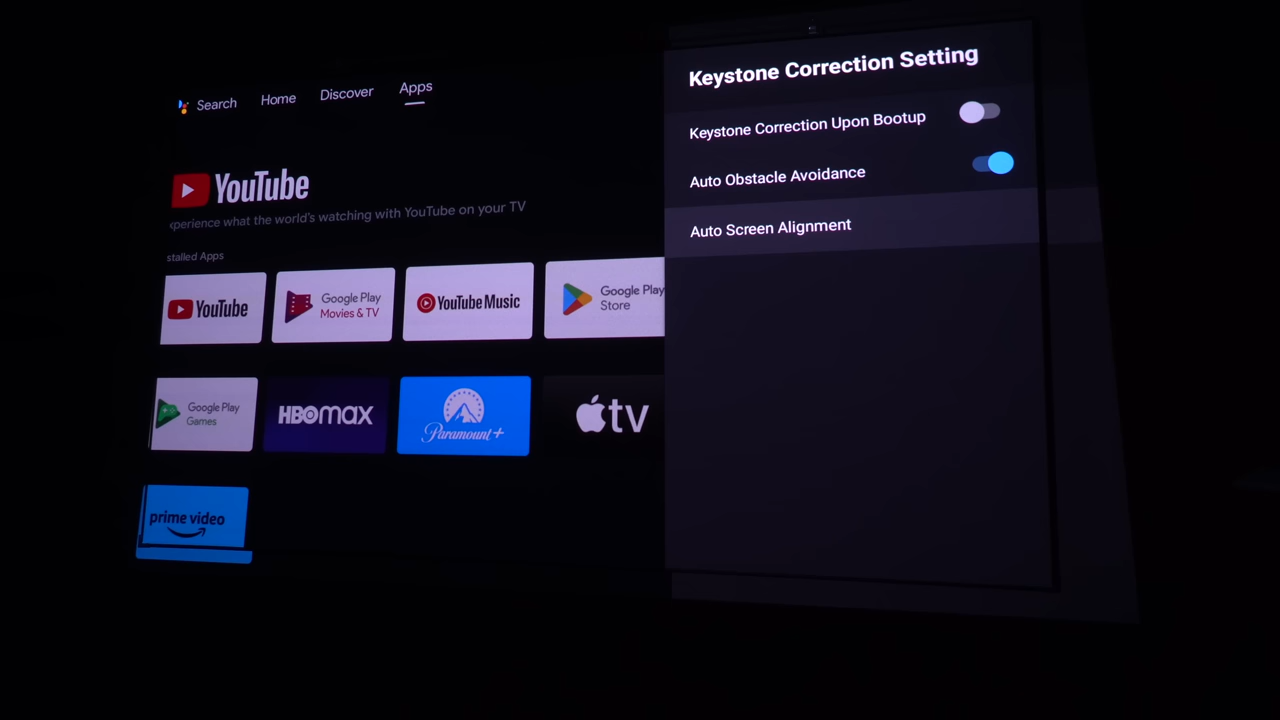 Search
Home
Discover
Apps
YouTube
xperience what the world's watching with YouTube on your TV
stalled Apps
YouTube
Google Play
Movies & TV
YouTube Music
Google Play
Store
Google Play
Games
HBOmax
Paramount+
tv
prime video
Keystone Correction Setting
Keystone Correction Upon Bootup
Auto Obstacle Avoidance
Auto Screen Alignment